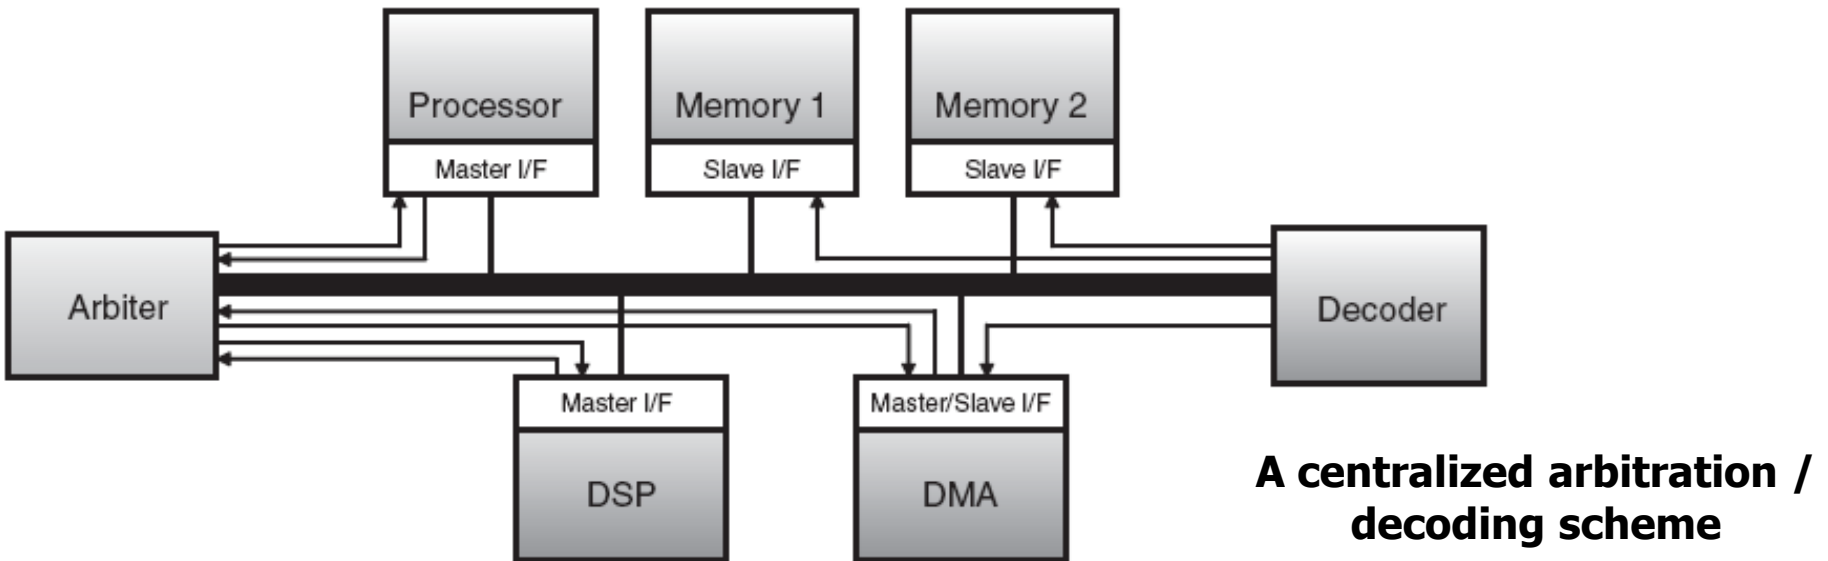 Processor
Master I/F
Memory 1
Slave I/F
Memory 2
Slave I/F
Arbiter
Decoder
Master I/F
DSP
Master/Slave I/F
DMA
A centralized arbitration /
decoding scheme